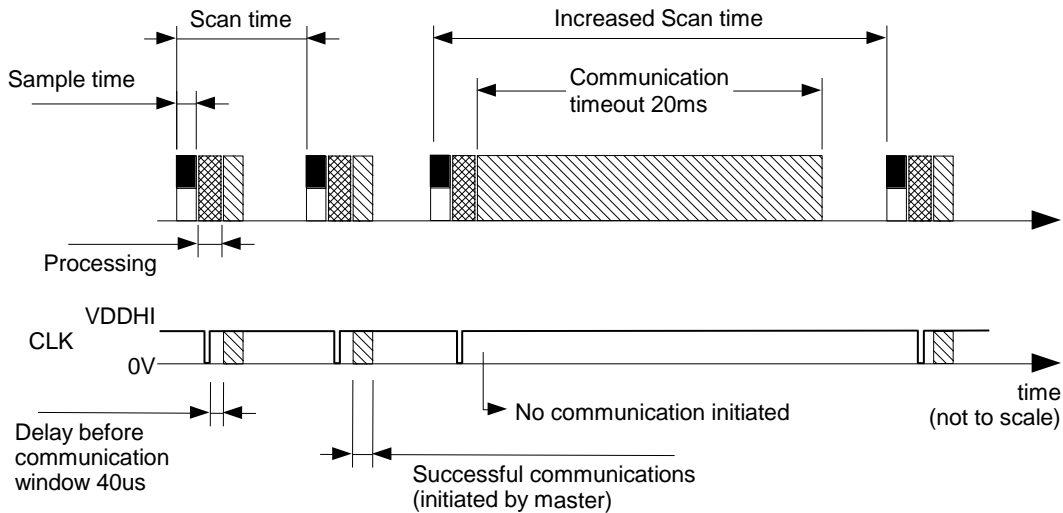 Scan time
Increased Scan time
Sample time
Communication
timeout 20ms
Processing
VDDHI
CLK
0V
time
(not to scale)
No communication initiated
Delay before
communication
window 40us
Successful communications
(initiated by master)